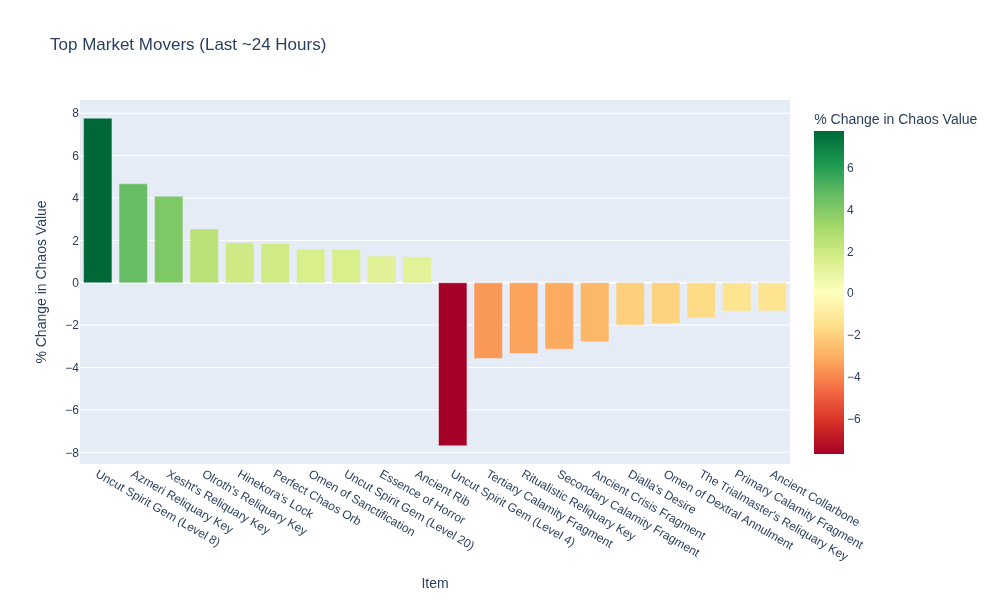 Top Market Movers (Last ~24 Hours)
% Change in Chaos Value
8
6
4
2
0
−2
−4
−6
−8
% Change in Chaos Value
6
4
2
0
−2
−4
−6
Uncut Spirit Gem (Level 8)
Azmeri Reliquary Key
Xesht's Reliquary Key
Olroth's Reliquary Key
Hinekora's Lock
Perfect Chaos Orb
Omen of Sanctification
Uncut Spirit Gem (Level 20)
Essence of Horror
Ancient Rib
Uncut Spirit Gem (Level 4)
Tertiary Calamity Fragment
Ritualistic Reliquary Key
Secondary Calamity Fragment
Ancient Crisis Fragment
Dialla's Desire
Omen of Dextral Annulment
The Trialmaster's Reliquary Key
Primary Calamity Fragment
Ancient Collarbone
Item